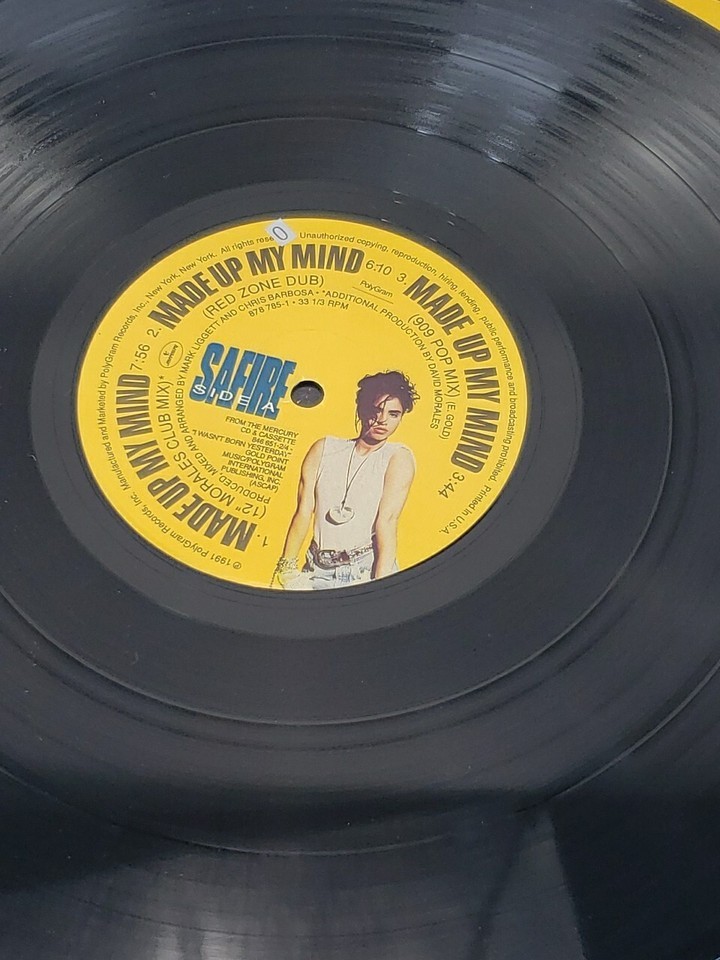 1. MADE UP MY MIND 7:56
(12" MORALES CLUB MIX)*
2. MADE UP MY MIND 6:10
(RED ZONE DUB)
3. MADE UP MY MIND 3:44
(909 POP MIX) (E. GOLD)
PRODUCED, MIXED AND ARRANGED BY MARK LIGGETT AND CHRIS BARBOSA • *ADDITIONAL PRODUCTION BY DAVID MORALES
878 785-1 • 33 1/3 RPM
PolyGram
mercury
SAFIRE
SIDE A
FROM THE MERCURY
CD & CASSETTE
846 651-2/4 -
"I WASN'T BORN YESTERDAY"
GOLD POINT
MUSIC/POLYGRAM
INTERNATIONAL
PUBLISHING, INC.
(ASCAP)
℗ 1991 PolyGram Records, Inc. Manufactured and Marketed by PolyGram Records, Inc., New York, New York. All rights rese
0
Unauthorized copying, reproduction, hiring, lending, public performance and broadcasting prohibited. Printed in U.S.A.